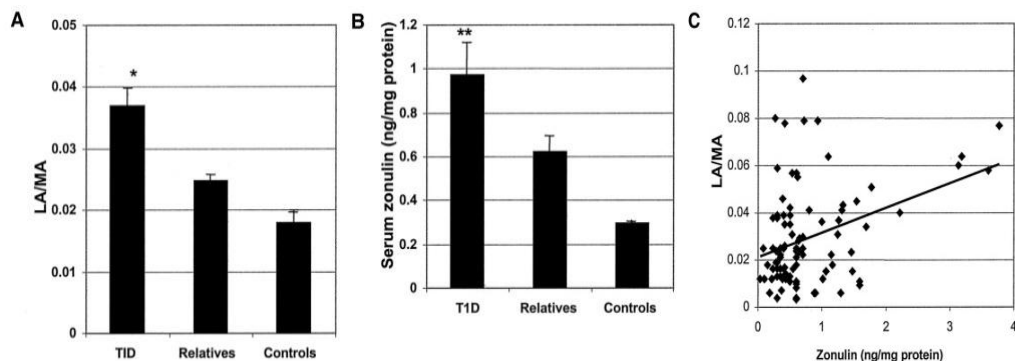 A
LA/MA
0.05
0.04
0.03
0.02
0.01
0
*
TID
Relatives
Controls
B
Serum zonulin (ng/mg protein)
1.2
1
0.8
0.6
0.4
0.2
0
**
T1D
Relatives
Controls
C
LA/MA
0.12
0.1
0.08
0.06
0.04
0.02
0
0
1
2
3
4
Zonulin (ng/mg protein)